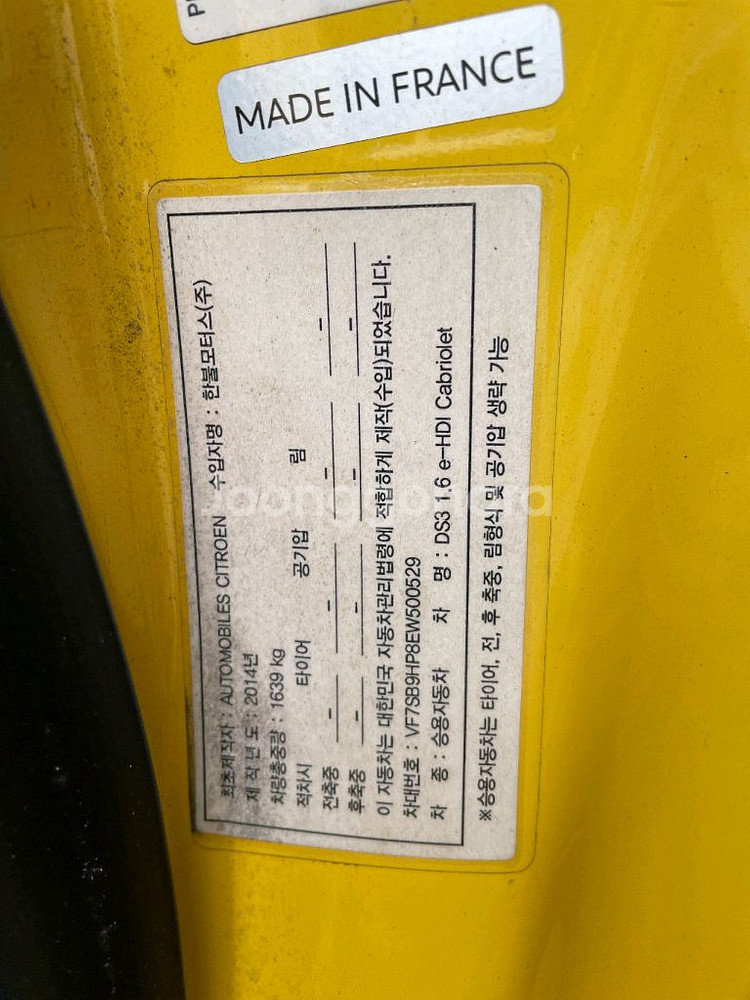 MADE IN FRANCE
최초제작자 : AUTOMOBILES CITROEN 수입자명 : 한불모터스(주)
제 작 년 도 : 2014년
차량총중량 : 1639 kg
적차시 타이어 공기압 림
전축중 - - - -
후축중 - - - -
이 자동차는 대한민국 자동차관리법령에 적합하게 제작(수입)되었습니다.
차대번호 : VF7SB9HP8EW500529
차 종 : 승용자동차 차 명 : DS3 1.6 e-HDI Cabriolet
※승용자동차는 타이어, 전, 후 축중, 림형식 및 공기압 생략 가능